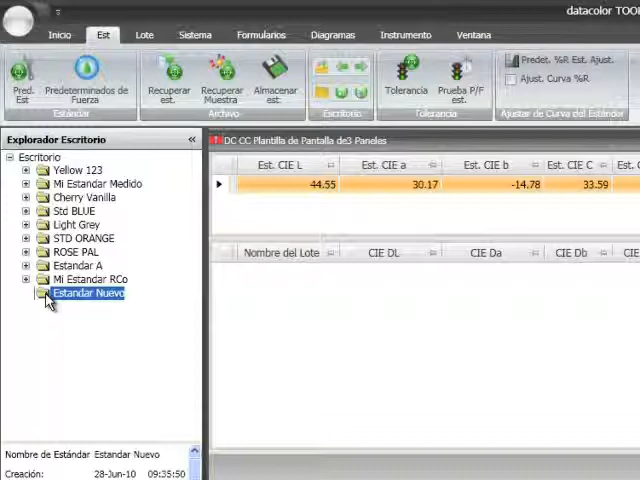 datacolor TOO
Inicio Est Lote Sistema Formularios Diagramas Instrumento Ventana
Pred. Est
Predeterminados de Fuerza
Estándar
Recuperar est.
Recuperar Muestra
Almacenar est.
Archivo
Escritorio
Tolerancia
Prueba P/F est.
Tolerancia
Predet. %R Est. Ajust.
Ajust. Curva %R
Ajustar de Curva del Estándar
Explorador Escritorio
Escritorio
Yellow 123
Mi Estandar Medido
Cherry Vanilla
Std BLUE
Light Grey
STD ORANGE
ROSE PAL
Estandar A
Mi Estandar RCo
Estandar Nuevo
Nombre de Estándar Estandar Nuevo
Creación: 28-Jun-10 09:35:50
DC CC Plantilla de Pantalla de3 Paneles
Est. CIE L Est. CIE a Est. CIE b Est. CIE C Est. C
44.55 30.17 -14.78 33.59
Nombre del Lote CIE DL CIE Da CIE Db CIE